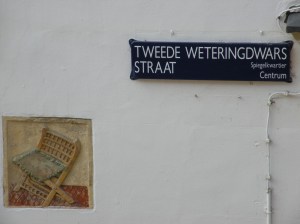 TWEEDE WETERINGDWARS
STRAAT Spiegelkwartier
Centrum